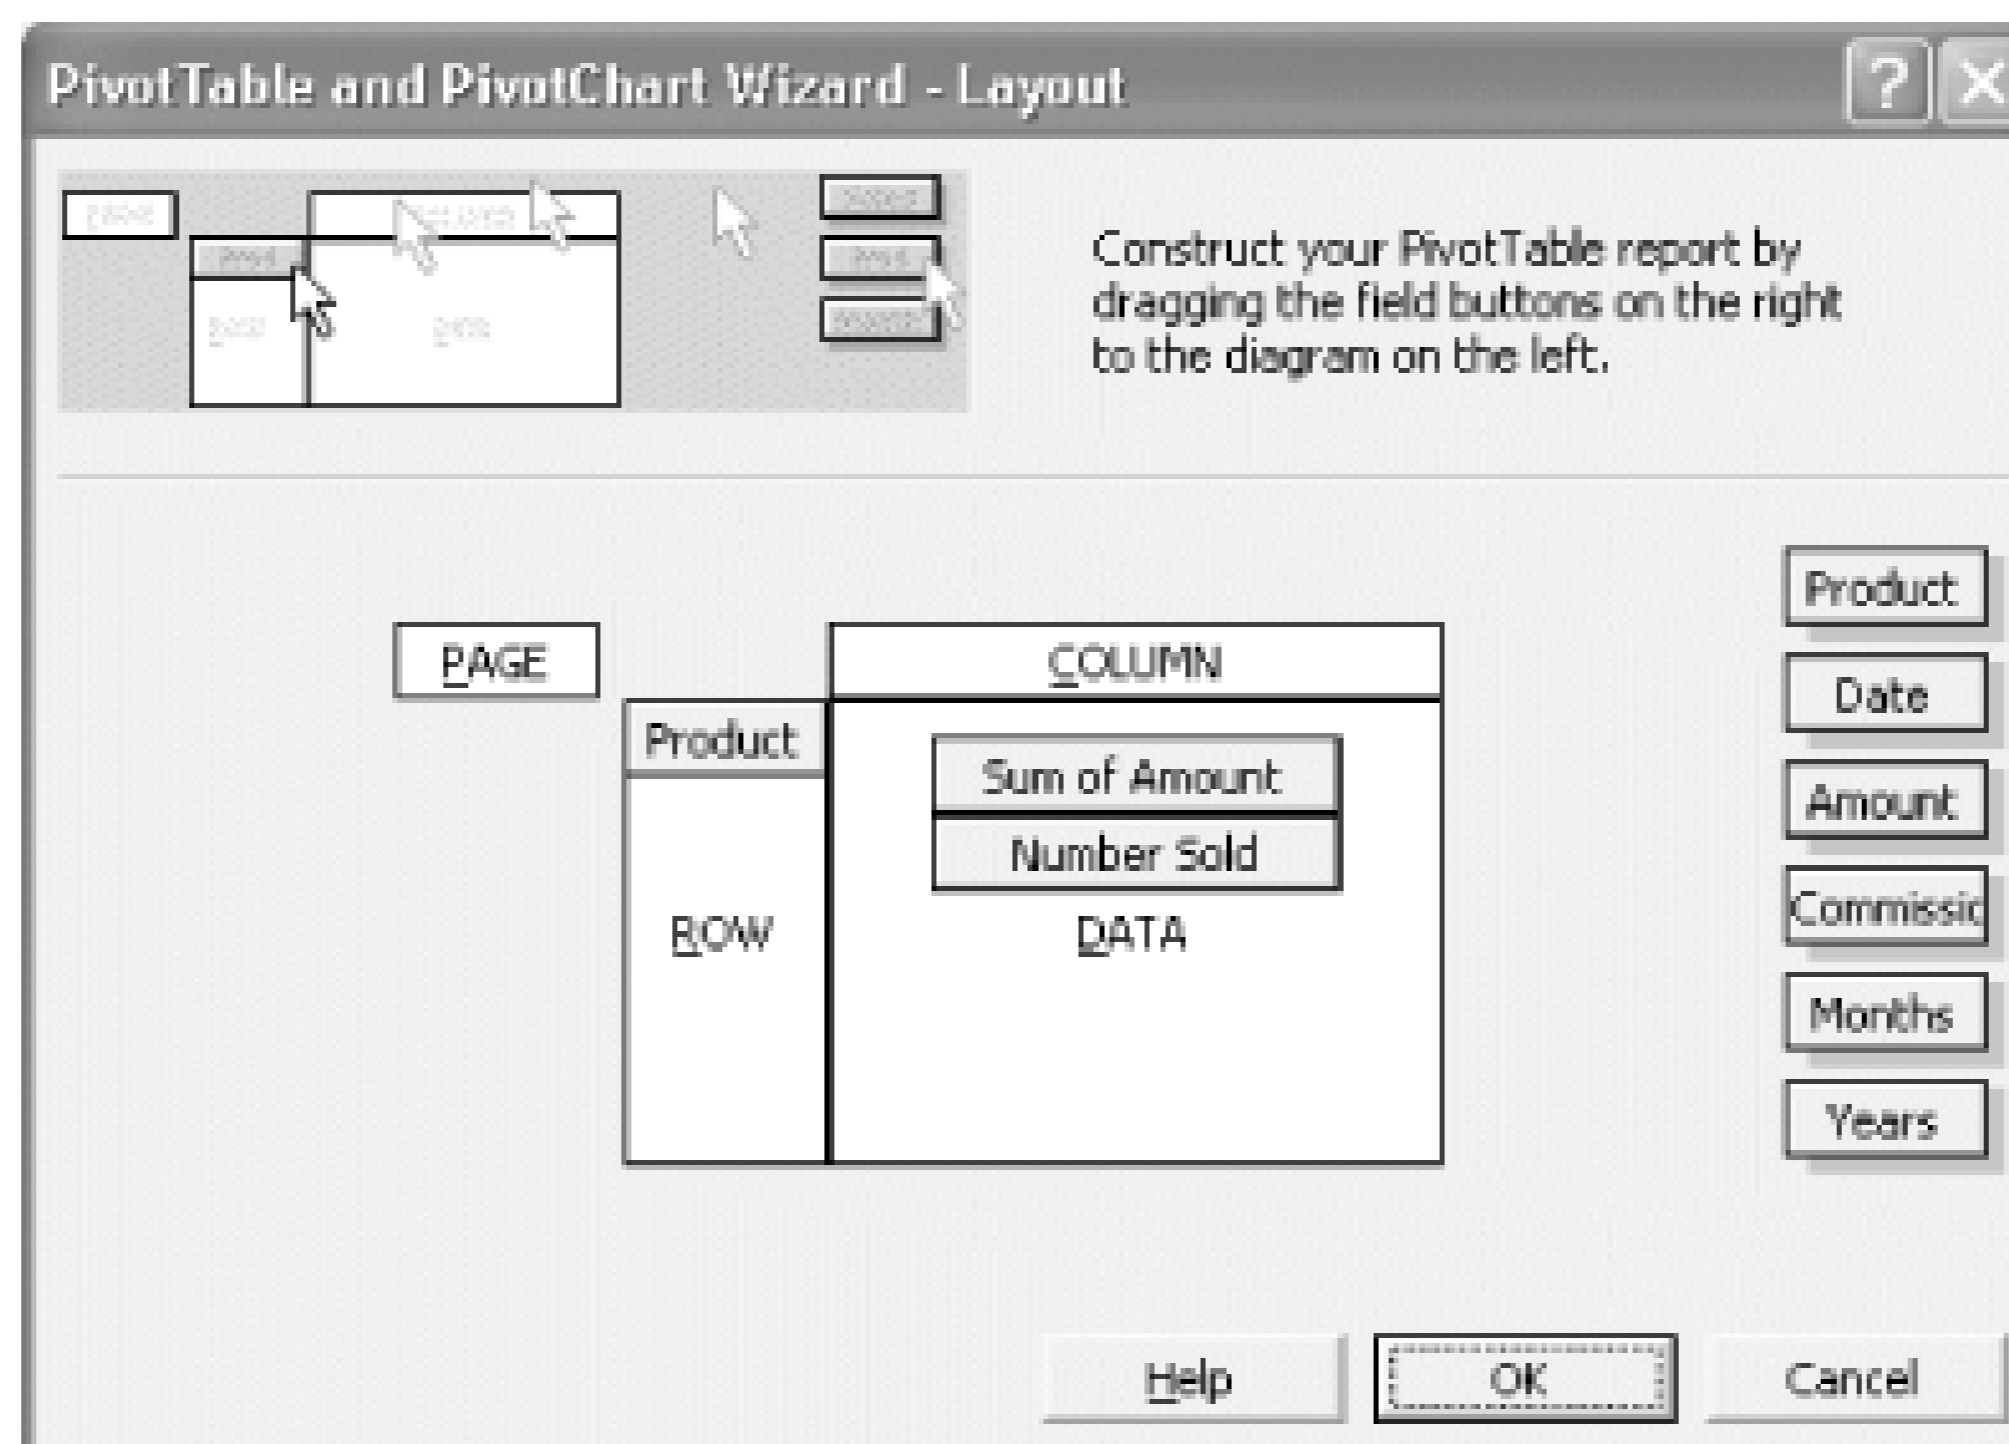 PivotTable and PivotChart Wizard - Layout
?
X
Construct your PivotTable report by
dragging the field buttons on the right
to the diagram on the left.
PAGE
COLUMN
Product
Sum of Amount
Number Sold
ROW
DATA
Product
Date
Amount
Commissic
Months
Years
Help
OK
Cancel